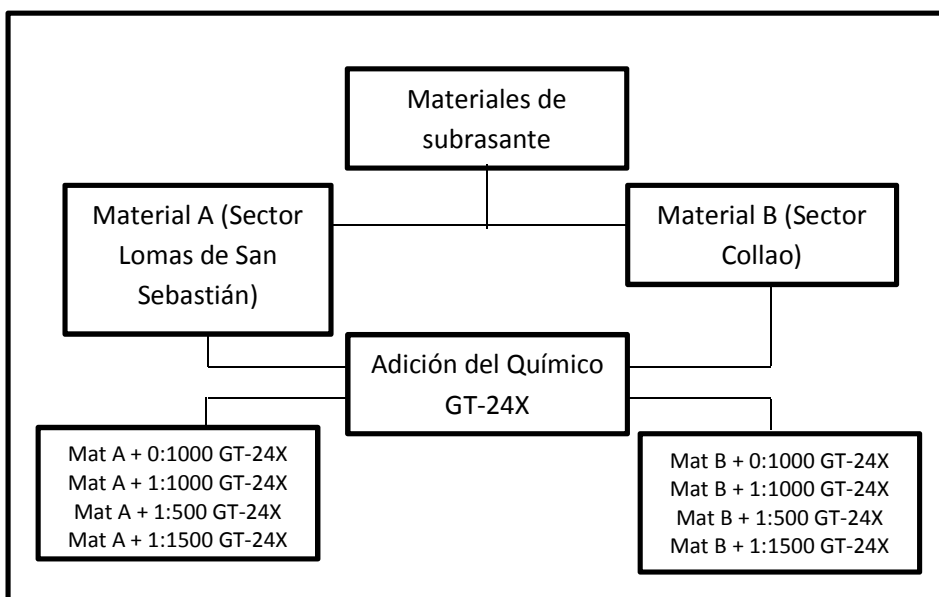 Materiales de
subrasante
Material A (Sector
Lomas de San
Sebastián)
Material B (Sector
Collao)
Adición del Químico
GT-24X
Mat A + 0:1000 GT-24X
Mat A + 1:1000 GT-24X
Mat A + 1:500 GT-24X
Mat A + 1:1500 GT-24X
Mat B + 0:1000 GT-24X
Mat B + 1:1000 GT-24X
Mat B + 1:500 GT-24X
Mat B + 1:1500 GT-24X